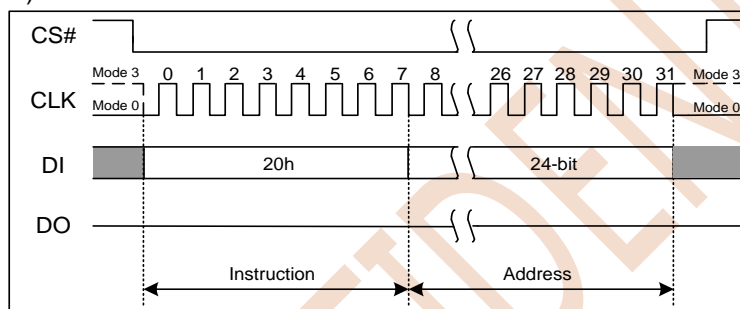 CS#
Mode 3 0 1 2 3 4 5 6 7 8 26 27 28 29 30 31 Mode 3
CLK
Mode 0 Mode 0
DI 20h 24-bit
DO
Instruction Address